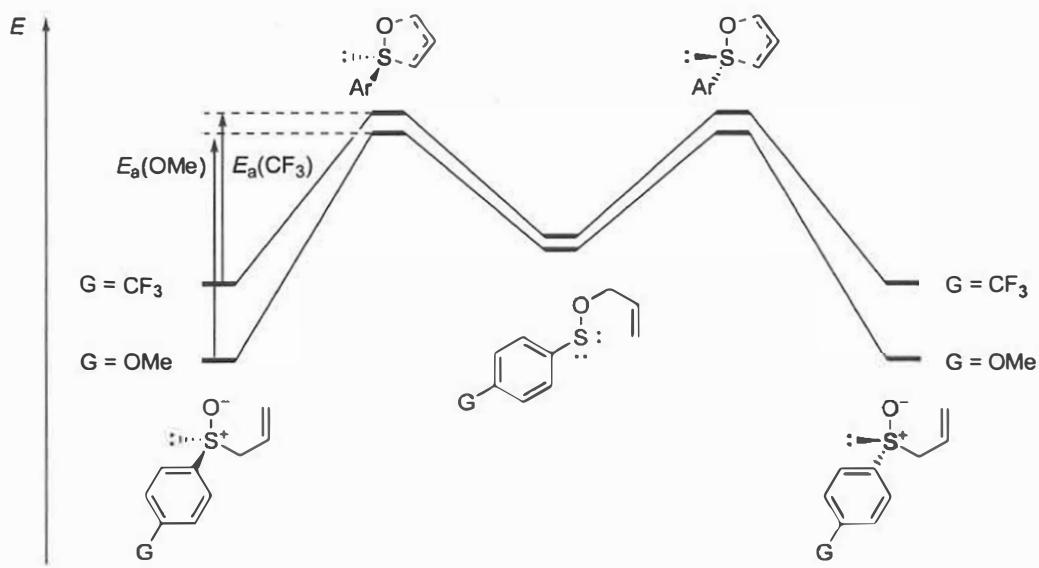 E
O
S
Ar
O
S
Ar
Eₐ(OMe)
Eₐ(CF₃)
G = CF₃
G = CF₃
O
S
G
G = OMe
G = OMe
O⁻
S⁺
G
O⁻
S⁺
G